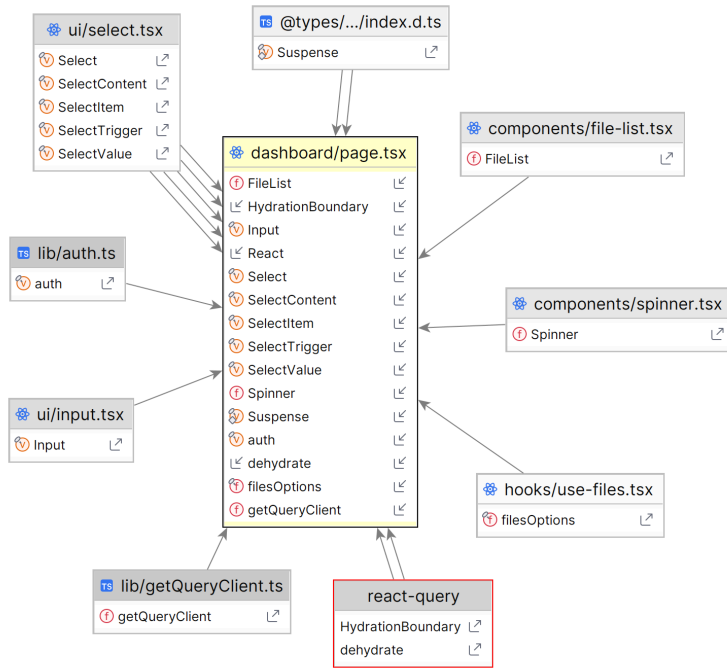 ui/select.tsx
Select
SelectContent
SelectItem
SelectTrigger
SelectValue
TS @types/.../index.d.ts
V Suspense
dashboard/page.tsx
f FileList
HydrationBoundary
V Input
React
V Select
V SelectContent
V SelectItem
V SelectTrigger
V SelectValue
f Spinner
V Suspense
V auth
dehydrate
f filesOptions
f getQueryClient
components/file-list.tsx
f FileList
TS lib/auth.ts
V auth
components/spinner.tsx
f Spinner
ui/input.tsx
V Input
hooks/use-files.tsx
f filesOptions
TS lib/getQueryClient.ts
f getQueryClient
react-query
HydrationBoundary
dehydrate